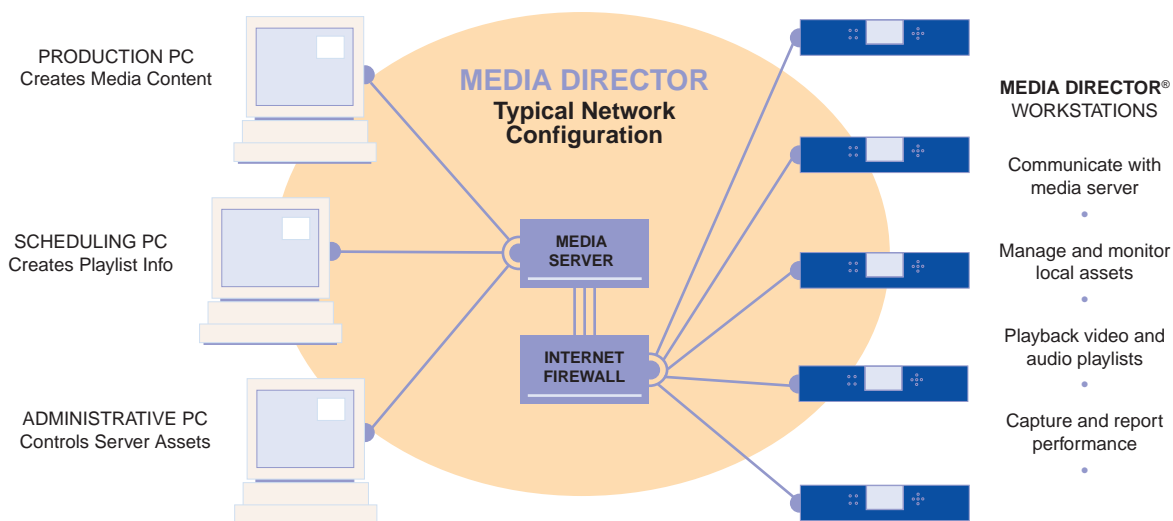 PRODUCTION PC
Creates Media Content
SCHEDULING PC
Creates Playlist Info
ADMINISTRATIVE PC
Controls Server Assets
MEDIA DIRECTOR
Typical Network
Configuration
MEDIA
SERVER
INTERNET
FIREWALL
MEDIA DIRECTOR®
WORKSTATIONS
Communicate with
media server
•
Manage and monitor
local assets
•
Playback video and
audio playlists
•
Capture and report
performance
•